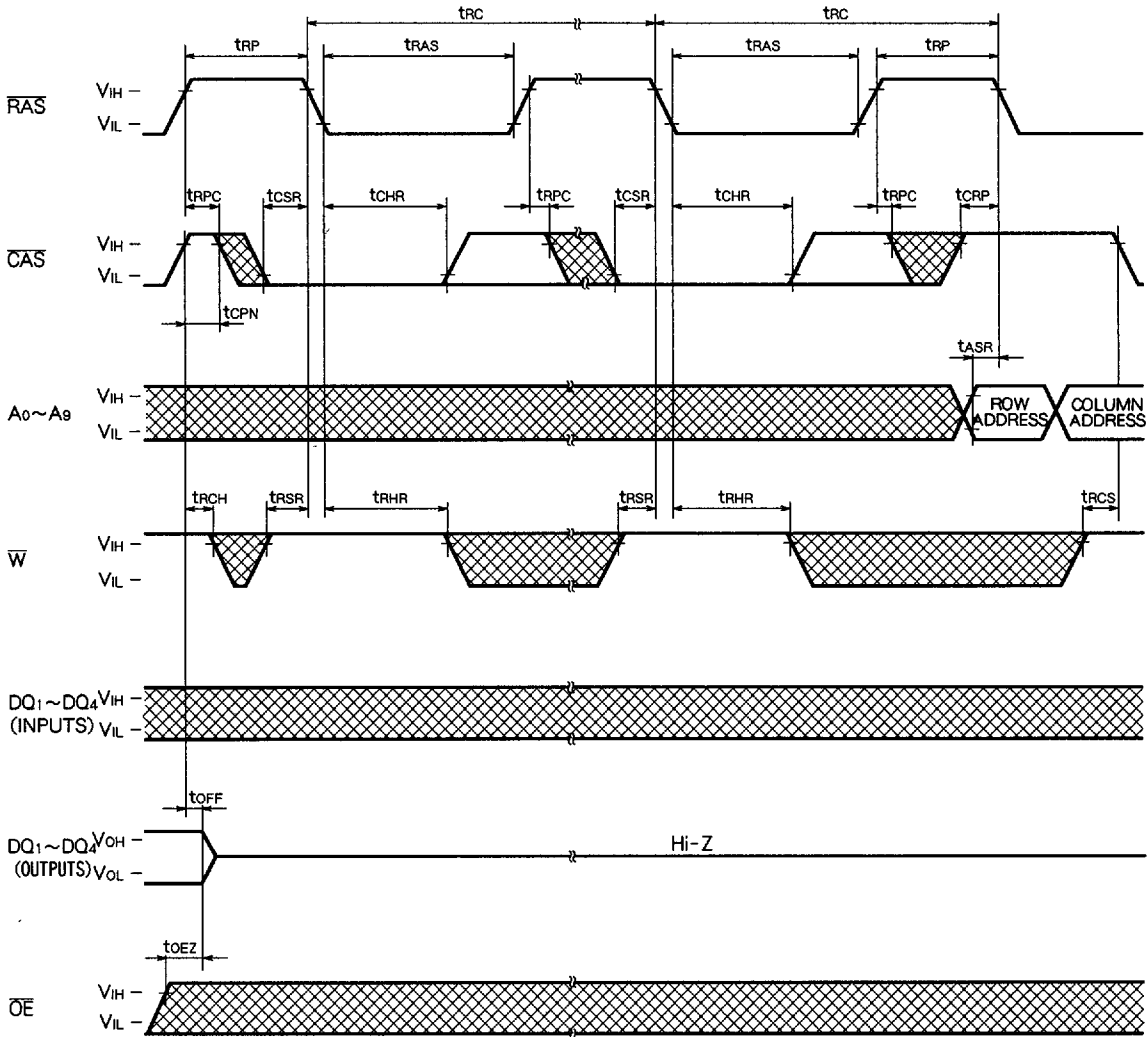 tRC tRC
tRP tRAS tRAS tRP
RAS VIH
VIL
tRPC tCSR tCHR tRPC tCSR tCHR tRPC tCRP
CAS VIH
VIL
tCPN
tASR
A0~A9 VIH
VIL
ROW ADDRESS
COLUMN ADDRESS
tRCH tRSR tRHR tRSR tRHR tRCS
W VIH
VIL
DQ1~DQ4 VIH
(INPUTS) VIL
tOFF
DQ1~DQ4 VOH
(OUTPUTS) VOL
Hi-Z
tOEZ
OE VIH
VIL